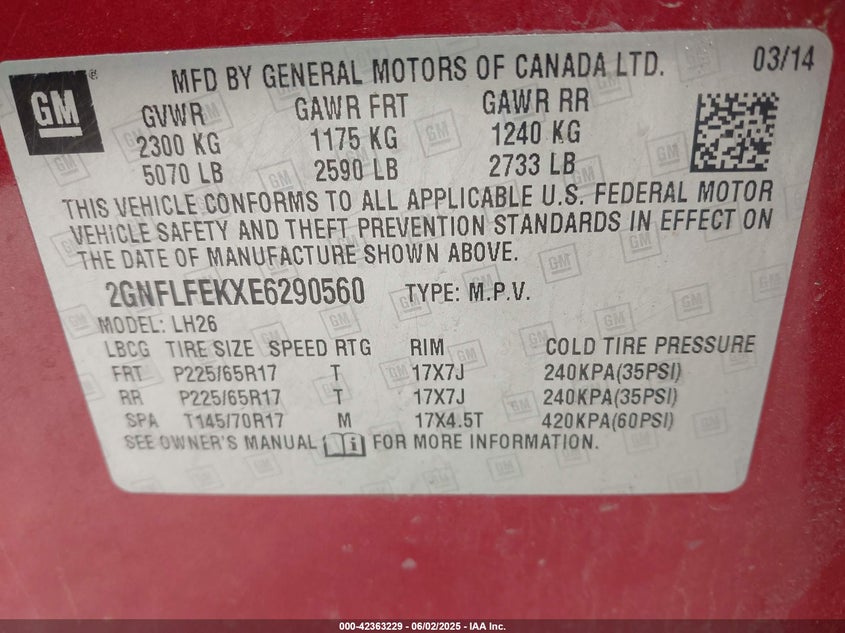 GM ®
MFD BY GENERAL MOTORS OF CANADA LTD. 03/14
GVWR GAWR FRT GAWR RR
2300 KG 1175 KG 1240 KG
5070 LB 2590 LB 2733 LB
THIS VEHICLE CONFORMS TO ALL APPLICABLE U.S. FEDERAL MOTOR
VEHICLE SAFETY AND THEFT PREVENTION STANDARDS IN EFFECT ON
THE DATE OF MANUFACTURE SHOWN ABOVE.
2GNFLFEKXE6290560 TYPE: M.P.V.
MODEL: LH26
LBCG TIRE SIZE SPEED RTG RIM COLD TIRE PRESSURE
FRT P225/65R17 T 17X7J 240KPA(35PSI)
RR P225/65R17 T 17X7J 240KPA(35PSI)
SPA T145/70R17 M 17X4.5T 420KPA(60PSI)
SEE OWNER'S MANUAL i FOR MORE INFORMATION.
000-42363229 - 06/02/2025 - IAA Inc.